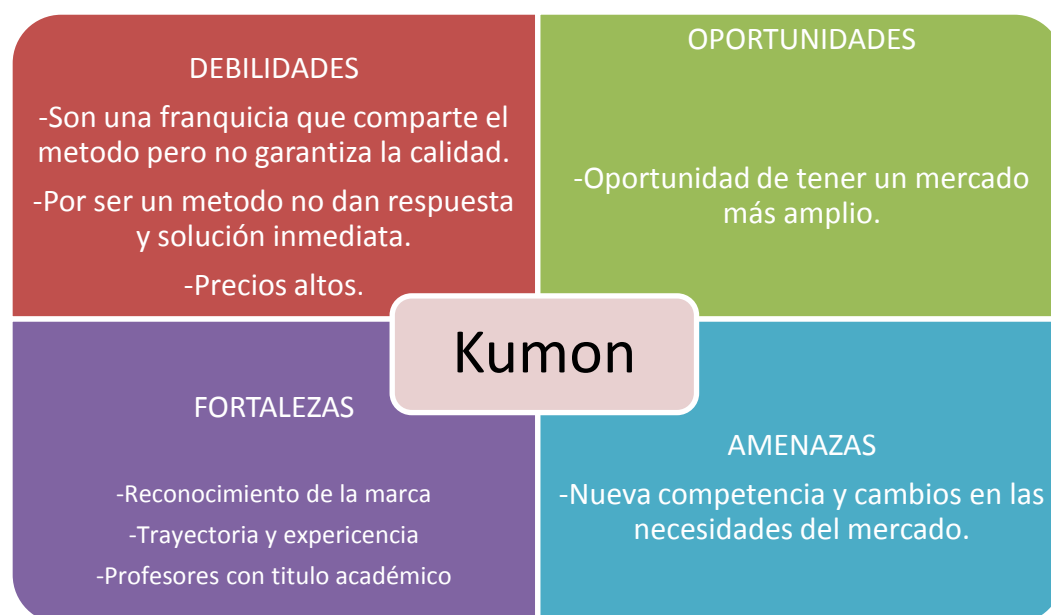 DEBILIDADES
-Son una franquicia que comparte el
metodo pero no garantiza la calidad.
-Por ser un metodo no dan respuesta
y solución inmediata.
-Precios altos.
OPORTUNIDADES
-Oportunidad de tener un mercado
más amplio.
Kumon
FORTALEZAS
-Reconocimiento de la marca
-Trayectoria y expericencia
-Profesores con titulo académico
AMENAZAS
-Nueva competencia y cambios en las
necesidades del mercado.